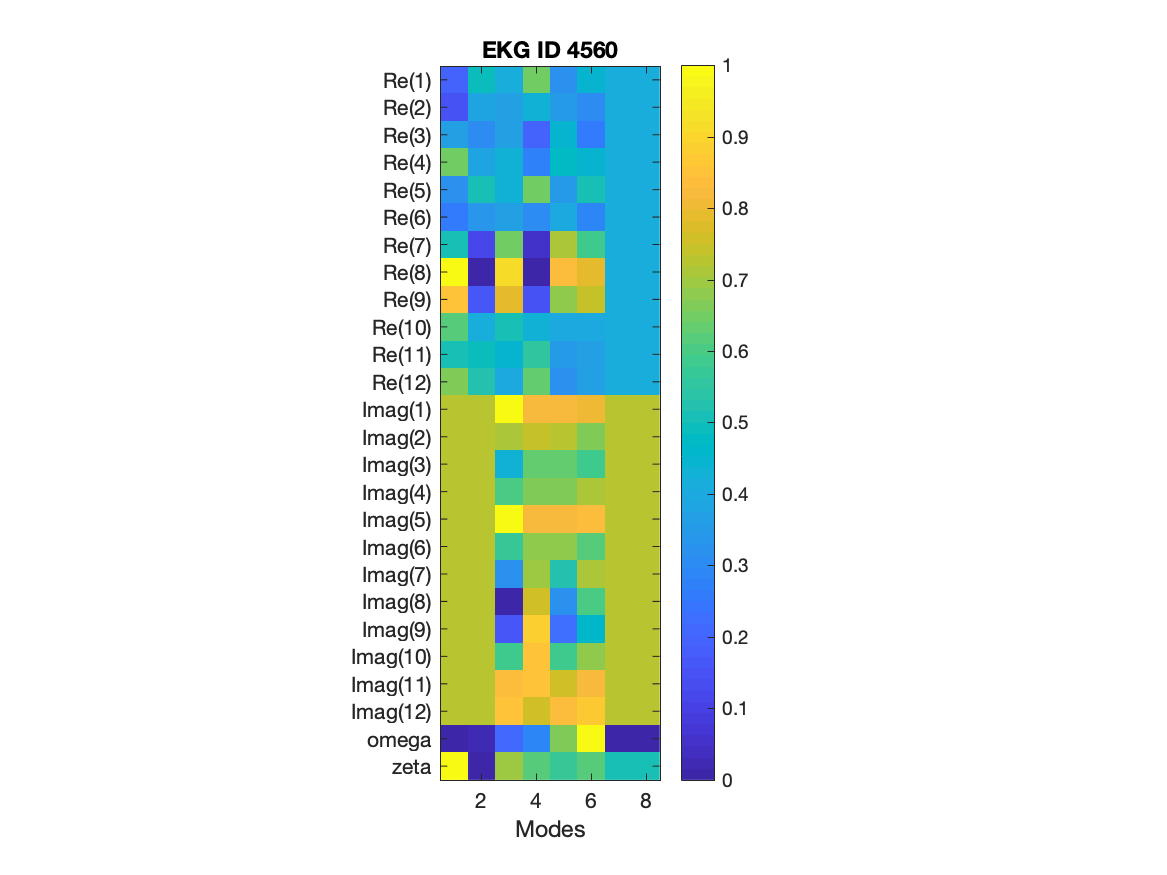 EKG ID 4560
Re(1)
Re(2)
Re(3)
Re(4)
Re(5)
Re(6)
Re(7)
Re(8)
Re(9)
Re(10)
Re(11)
Re(12)
Imag(1)
Imag(2)
Imag(3)
Imag(4)
Imag(5)
Imag(6)
Imag(7)
Imag(8)
Imag(9)
Imag(10)
Imag(11)
Imag(12)
omega
zeta
2 4 6 8
Modes
1
0.9
0.8
0.7
0.6
0.5
0.4
0.3
0.2
0.1
0